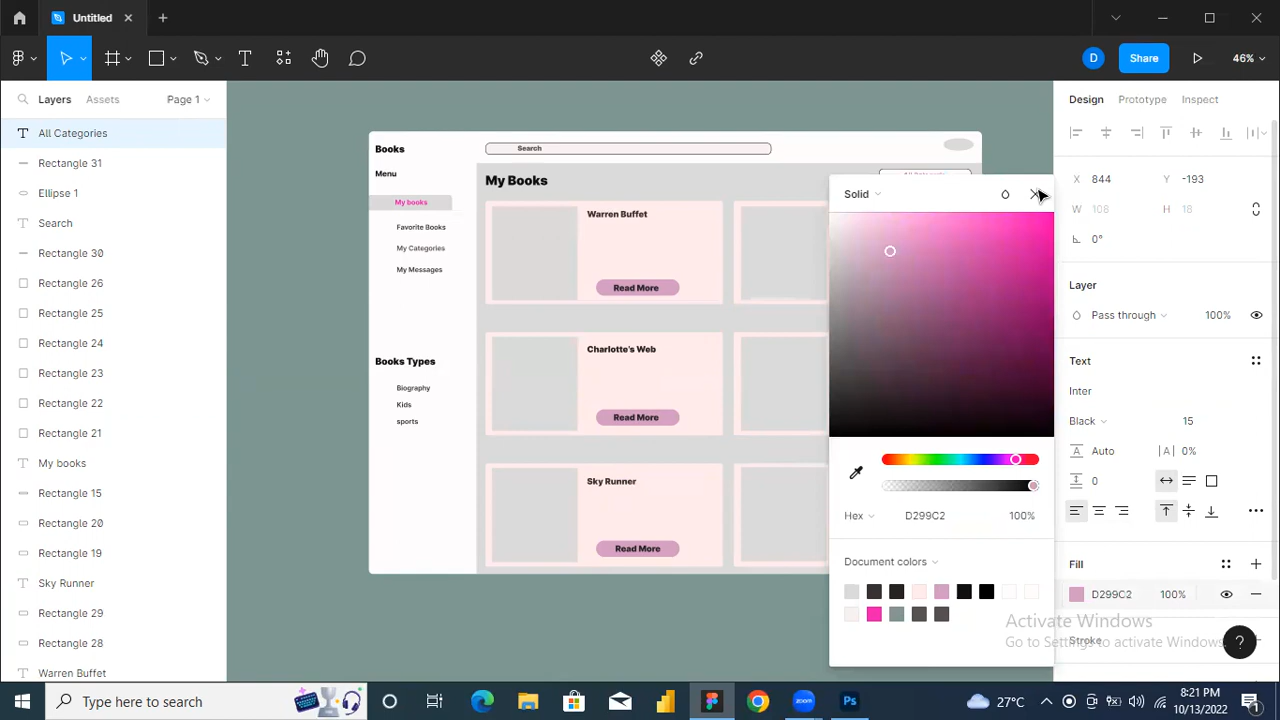 Untitled
D
Share
46%
Layers
Assets
Page 1
Design
Prototype
Inspect
All Categories
Rectangle 31
Ellipse 1
Search
Rectangle 30
Rectangle 26
Rectangle 25
Rectangle 24
Rectangle 23
Rectangle 22
Rectangle 21
My books
Rectangle 15
Rectangle 20
Rectangle 19
Sky Runner
Rectangle 29
Rectangle 28
Warren Buffet
Books
Search
Menu
My Books
My books
Favorite Books
My Categories
My Messages
Books Types
Biography
Kids
sports
Warren Buffet
Read More
Charlotte's Web
Read More
Sky Runner
Read More
Solid
Hex
D299C2
100%
Document colors
X 844
Y -193
W 108
H 18
0°
Layer
Pass through
100%
Text
Inter
Black
15
Auto
|A| 0%
0
Fill
D299C2
100%
Stroke
Activate Windows
Go to Settings to activate Windows.
?
Type here to search
zoom
Ps
27°C
8:21 PM
10/13/2022
1